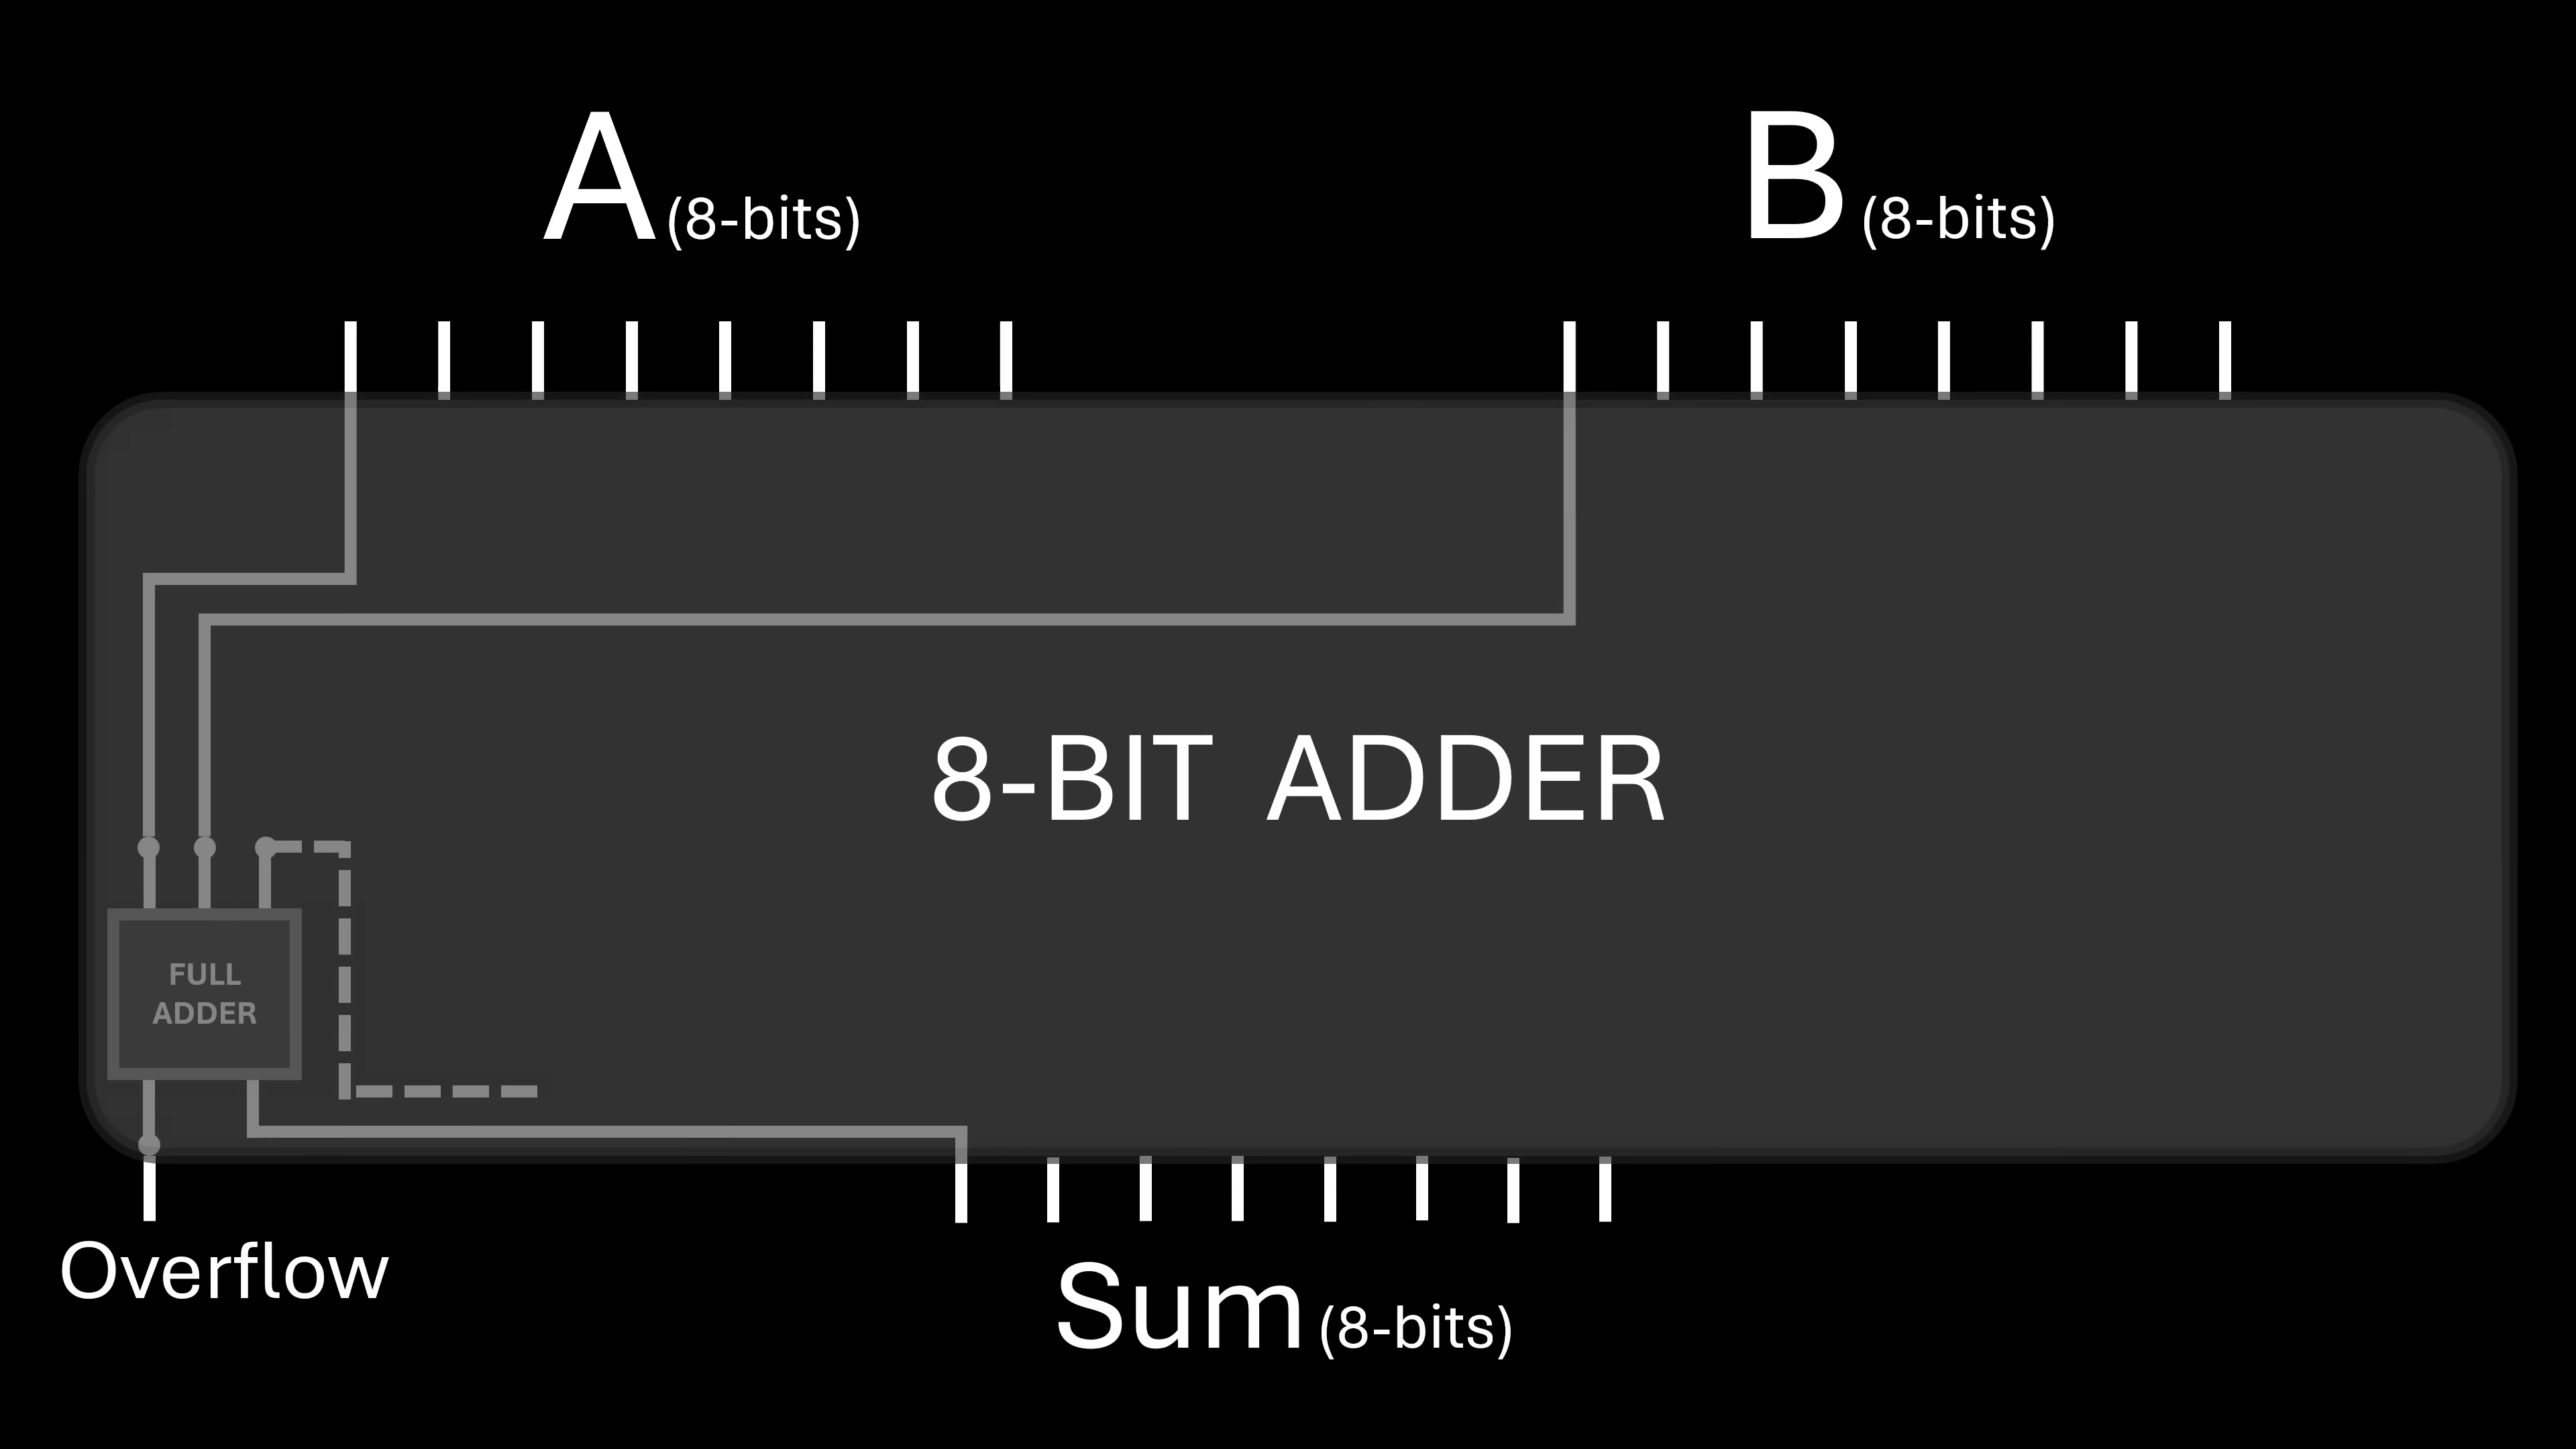 A (8-bits)
B (8-bits)
8-BIT ADDER
FULL
ADDER
Overflow
Sum (8-bits)